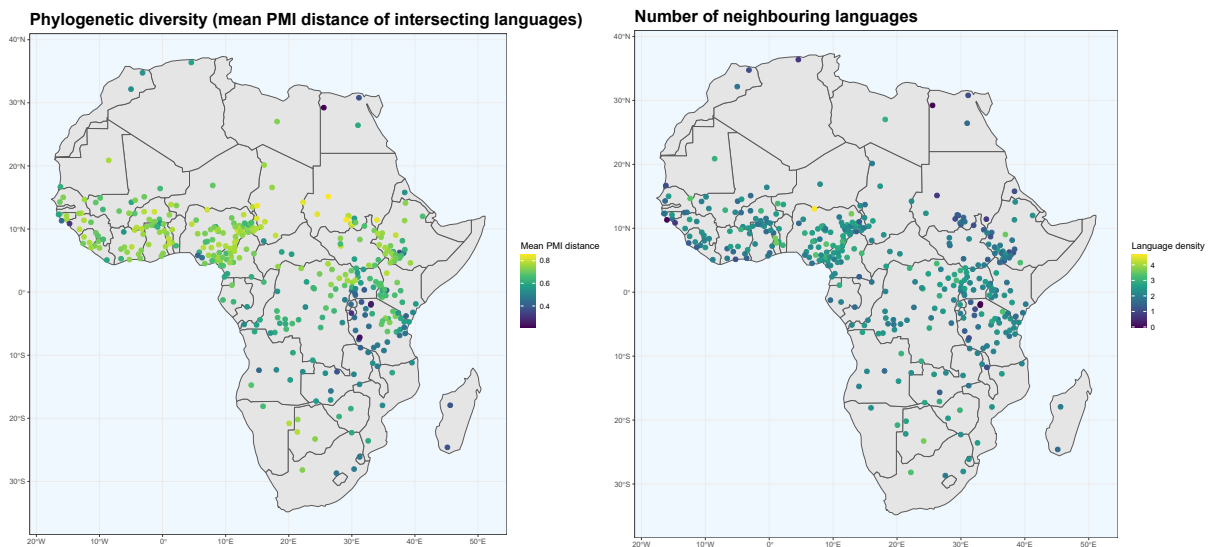 Phylogenetic diversity (mean PMI distance of intersecting languages)
40°N
30°N
20°N
10°N
0°
10°S
20°S
30°S
20°W
10°W
0°
10°E
20°E
30°E
40°E
50°E
Mean PMI distance
0.8
0.6
0.4
Number of neighbouring languages
40°N
30°N
20°N
10°N
0°
10°S
20°S
30°S
20°W
10°W
0°
10°E
20°E
30°E
40°E
50°E
Language density
4
3
2
1
0